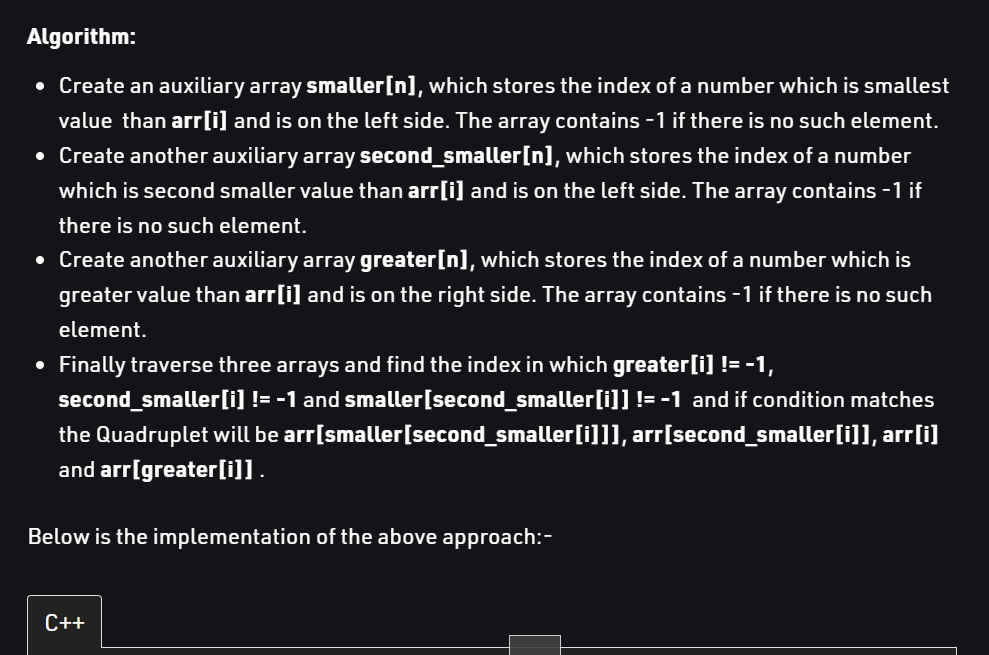 Algorithm:
• Create an auxiliary array smaller[n], which stores the index of a number which is smallest
value than arr[i] and is on the left side. The array contains -1 if there is no such element.
• Create another auxiliary array second_smaller[n], which stores the index of a number
which is second smaller value than arr[i] and is on the left side. The array contains -1 if
there is no such element.
• Create another auxiliary array greater[n], which stores the index of a number which is
greater value than arr[i] and is on the right side. The array contains -1 if there is no such
element.
• Finally traverse three arrays and find the index in which greater[i] != -1,
second_smaller[i] != -1 and smaller[second_smaller[i]] != -1 and if condition matches
the Quadruplet will be arr[smaller[second_smaller[i]]], arr[second_smaller[i]], arr[i]
and arr[greater[i]] .
Below is the implementation of the above approach:-
C++